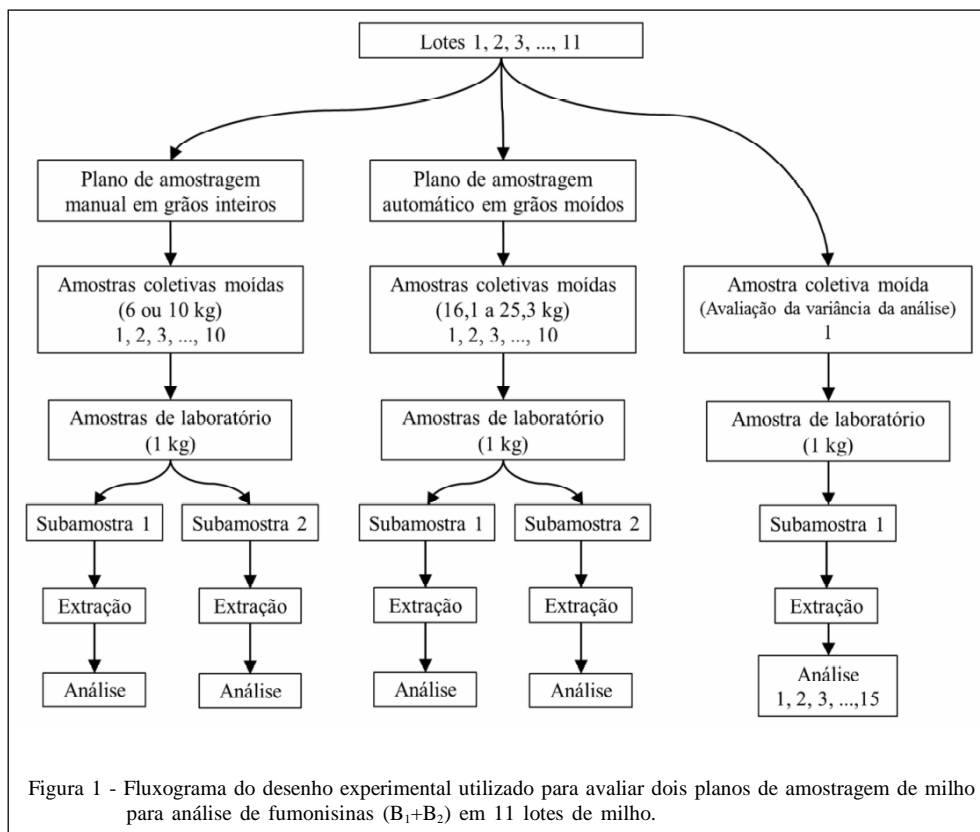 Lotes 1, 2, 3, ..., 11
Plano de amostragem
manual em grãos inteiros
Amostras coletivas moídas
(6 ou 10 kg)
1, 2, 3, ..., 10
Amostras de laboratório
(1 kg)
Subamostra 1
Subamostra 2
Extração
Extração
Análise
Análise
Plano de amostragem
automático em grãos moídos
Amostras coletivas moídas
(16,1 a 25,3 kg)
1, 2, 3, ..., 10
Amostras de laboratório
(1 kg)
Subamostra 1
Subamostra 2
Extração
Extração
Análise
Análise
Amostra coletiva moída
(Avaliação da variância da análise)
1
Amostra de laboratório
(1 kg)
Subamostra 1
Extração
Análise
1, 2, 3, ...,15
Figura 1 - Fluxograma do desenho experimental utilizado para avaliar dois planos de amostragem de milho
para análise de fumonisinas (B₁+B₂) em 11 lotes de milho.